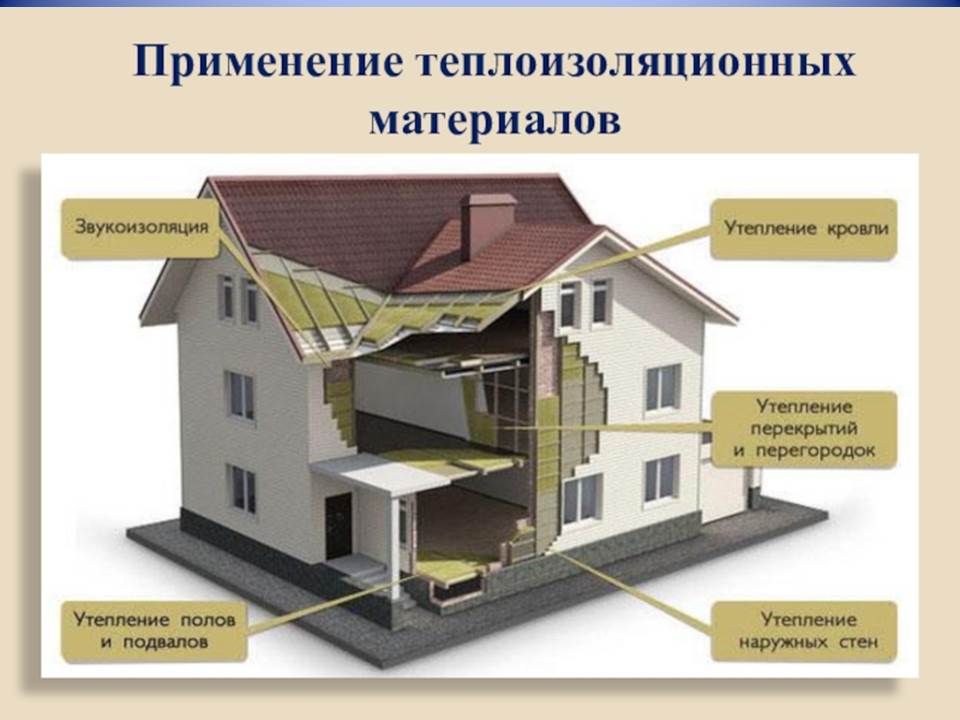 Применение теплоизоляционных
материалов
Звукоизоляция
Утепление кровли
Утепление
перекрытий
и перегородок
Утепление полов
и подвалов
Утепление
наружных стен